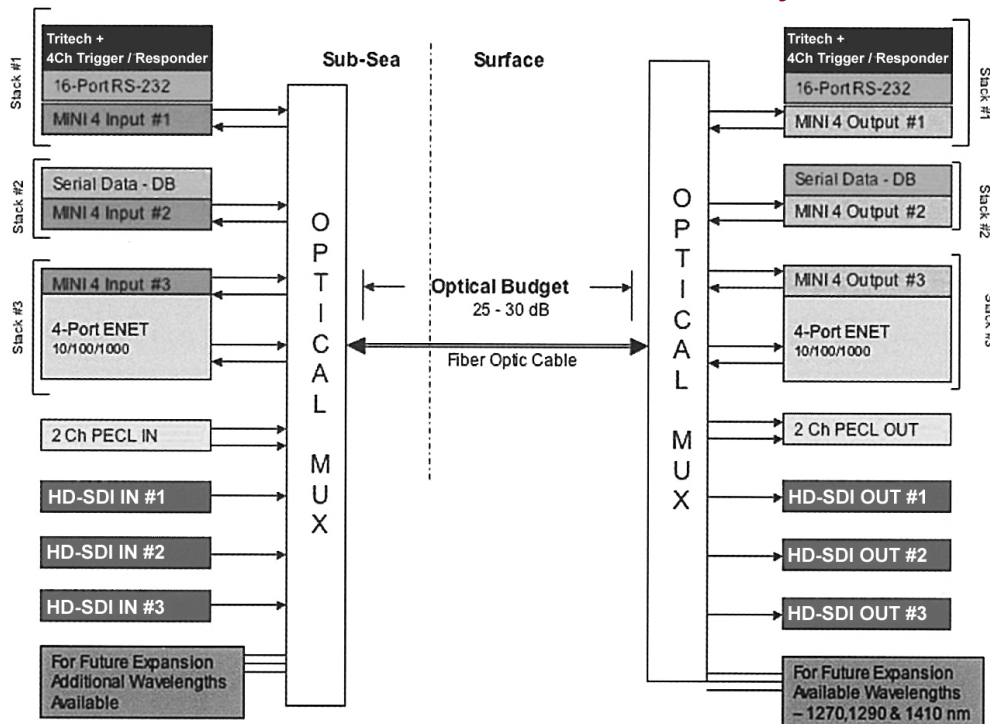 Stack #1
Tritech +
4Ch Trigger / Responder
16-Port RS-232
MINI 4 Input #1
Stack #2
Serial Data - DB
MINI 4 Input #2
Stack #3
MINI 4 Input #3
4-Port ENET
10/100/1000
2 Ch PECL IN
HD-SDI IN #1
HD-SDI IN #2
HD-SDI IN #3
For Future Expansion
Additional Wavelengths
Available
OPTICAL MUX
Sub-Sea
Surface
Optical Budget
25 - 30 dB
Fiber Optic Cable
OPTICAL MUX
Tritech +
4Ch Trigger / Responder
16-Port RS-232
MINI 4 Output #1
Stack #1
Serial Data - DB
MINI 4 Output #2
Stack #2
MINI 4 Output #3
4-Port ENET
10/100/1000
2 Ch PECL OUT
HD-SDI OUT #1
HD-SDI OUT #2
HD-SDI OUT #3
For Future Expansion
Available Wavelengths
– 1270,1290 & 1410 nm